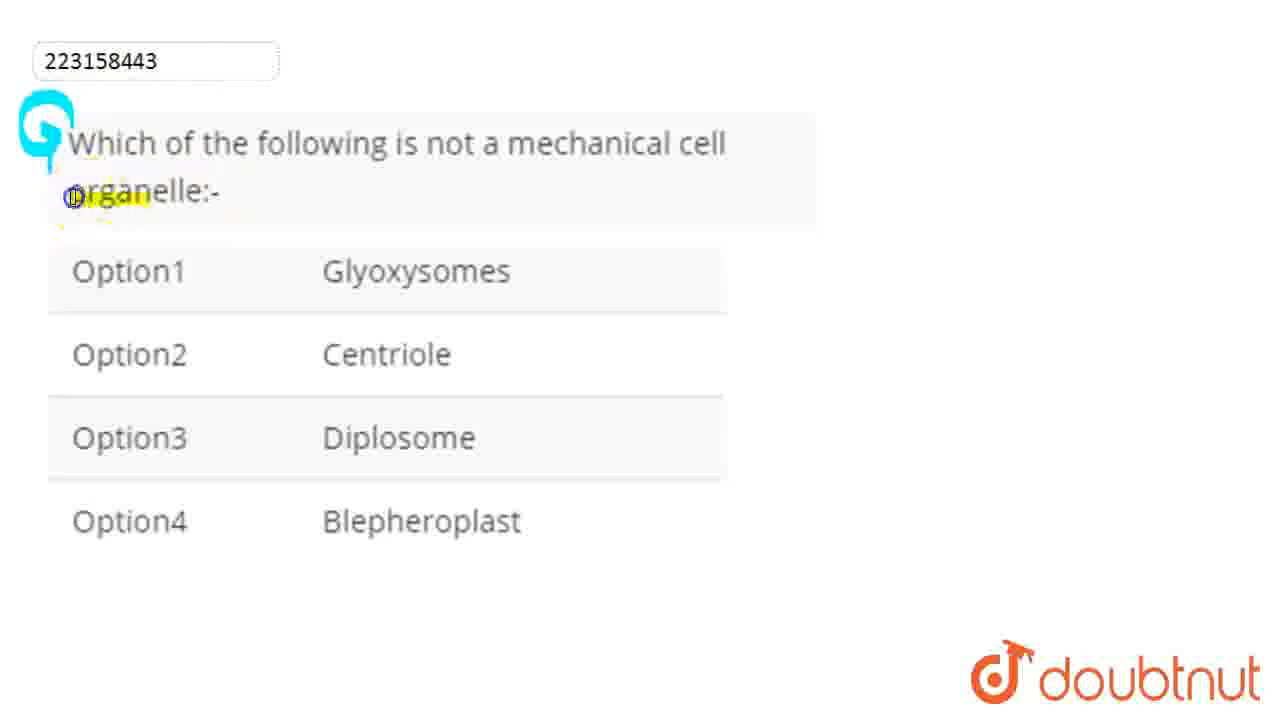 223158443
Which of the following is not a mechanical cell
organelle:-
Option1 Glyoxysomes
Option2 Centriole
Option3 Diplosome
Option4 Blepheroplast
doubtnut